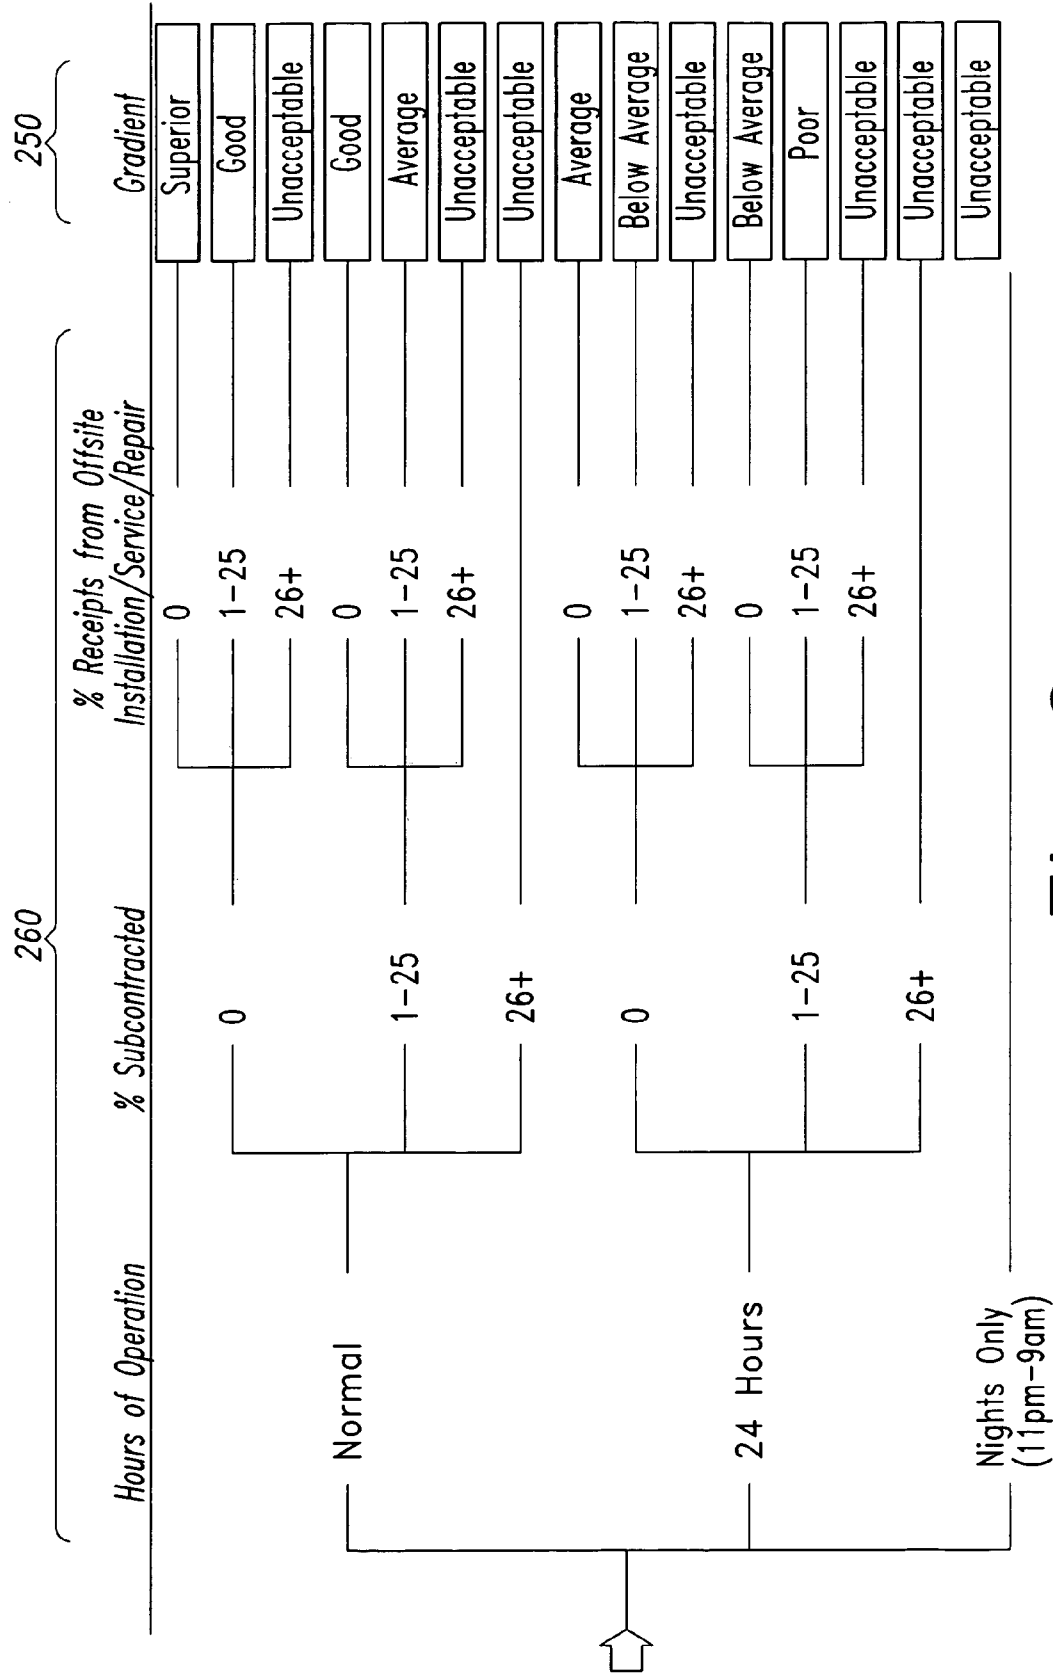 260
250
Hours of Operation
% Subcontracted
% Receipts from Offsite
Installation/Service/Repair
Gradient
Normal
0
0
Superior
1-25
Good
26+
Unacceptable
1-25
0
Good
1-25
Average
26+
Unacceptable
26+
Unacceptable
24 Hours
0
0
Average
1-25
Below Average
26+
Unacceptable
1-25
0
Below Average
1-25
Poor
26+
Unacceptable
26+
Unacceptable
Nights Only
(11pm-9am)
Unacceptable